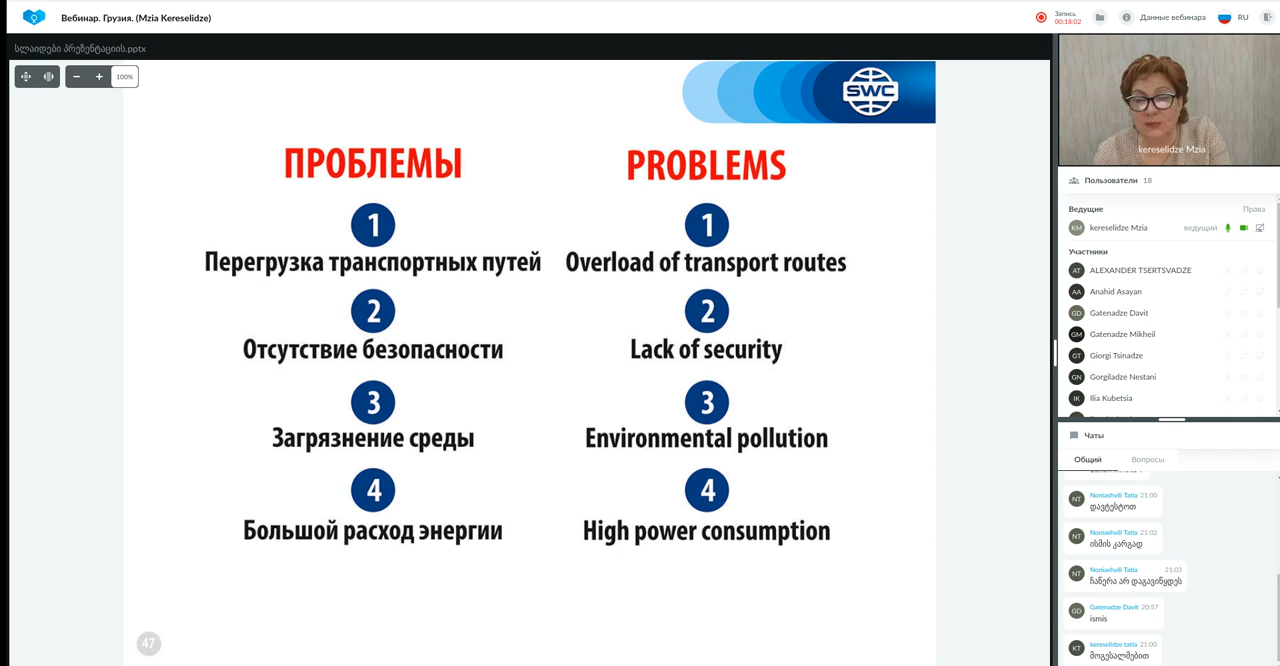 Вебинар. Грузия. (Mzia Kereselidze)
Запись
00:18:02
Данные вебинара
RU
სლაიდები პრეზენტაციის.pptx
100%
SWC
ПРОБЛЕМЫ
1
Перегрузка транспортных путей
2
Отсутствие безопасности
3
Загрязнение среды
4
Большой расход энергии
PROBLEMS
1
Overload of transport routes
2
Lack of security
3
Environmental pollution
4
High power consumption
47
kereselidze Mzia
Пользователи 18
Ведущие Права
KM kereselidze Mzia ведущий
Участники
AT ALEXANDER TSERTSVADZE
AA Anahid Asayan
GD Gatenadze Davit
GM Gatenadze Mikheil
GT Giorgi Tsinadze
GN Gorgiladze Nestani
IK Ilia Kubetsia
Чаты
Общий Вопросы
NT Noniashvili Tatia 21:00
დავტესტოთ
NT Noniashvili Tatia 21:02
ისმის კარგად
NT Noniashvili Tatia 21:03
ჩანერა არ დაგავიწყდეს
GD Gatenadze Davit 20:57
ismis
KT kereselidze tatia 21:00
მოგესალმებით